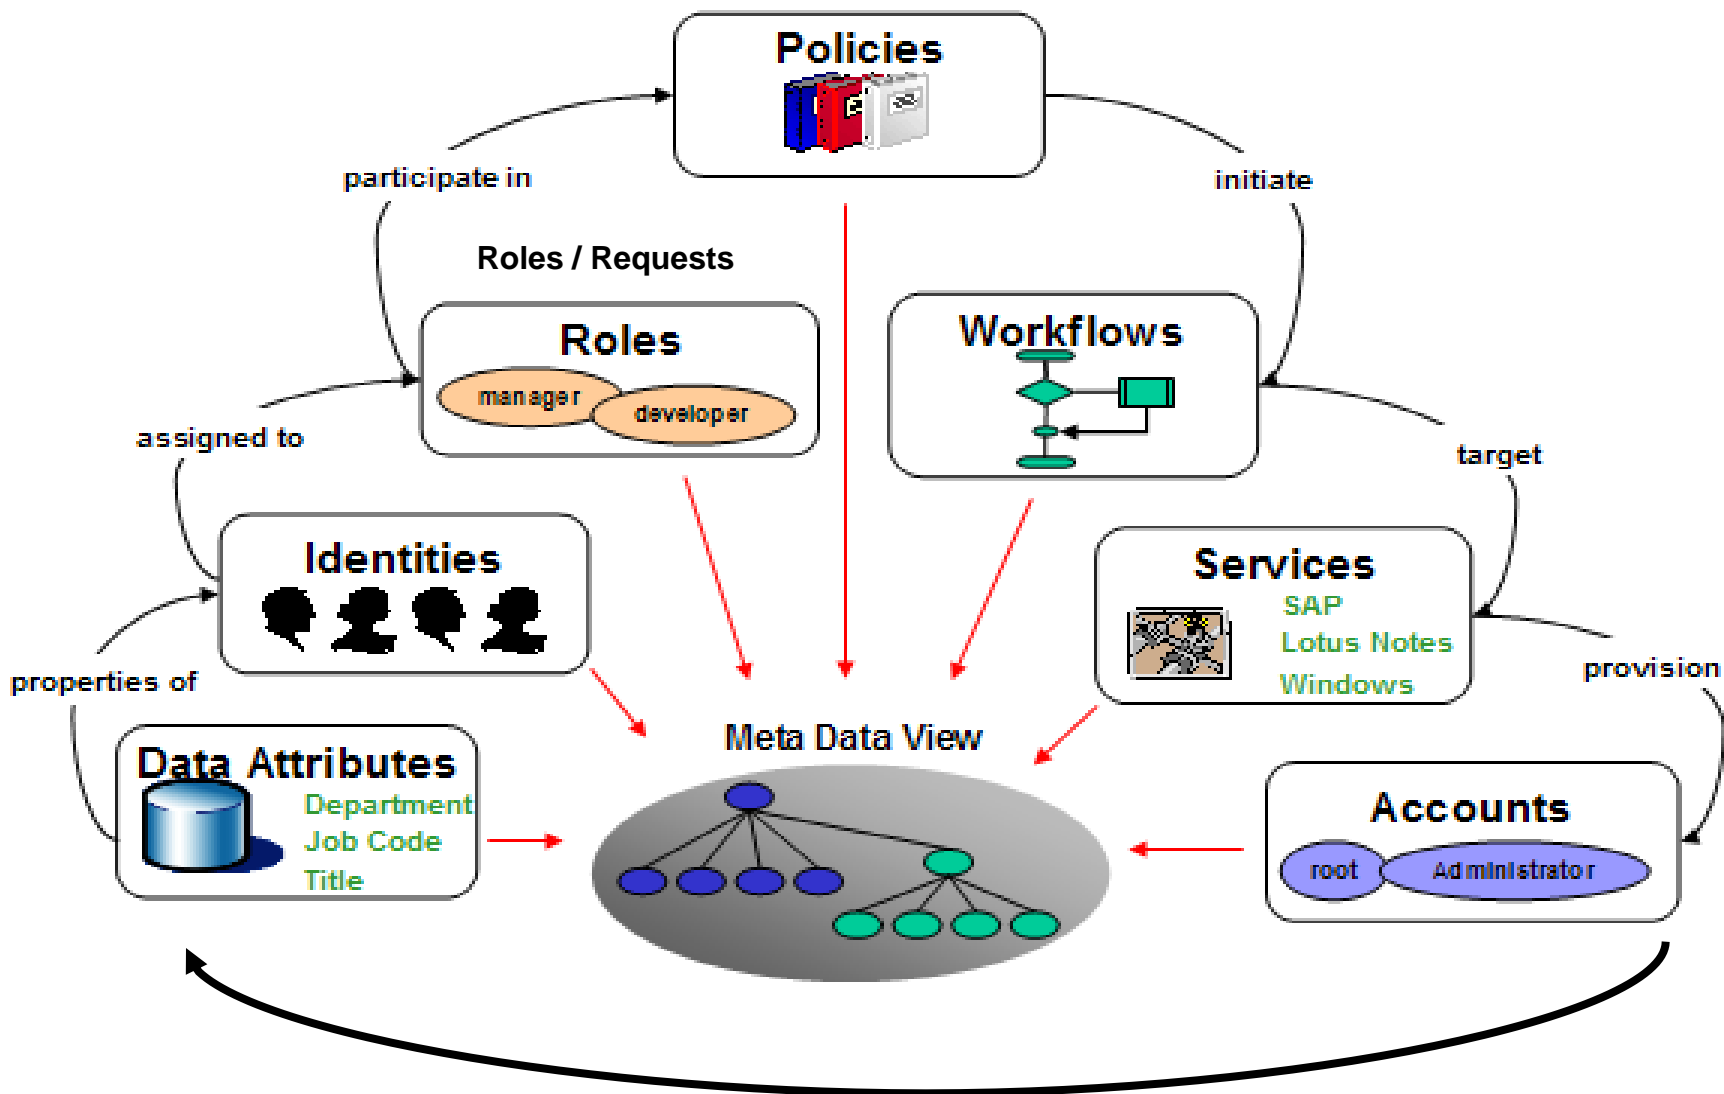 Policies
participate in
initiate
Roles / Requests
Roles
manager
developer
Workflows
assigned to
target
Identities
Services
SAP
Lotus Notes
Windows
properties of
provision
Meta Data View
Data Attributes
Department
Job Code
Title
Accounts
root
Administrator